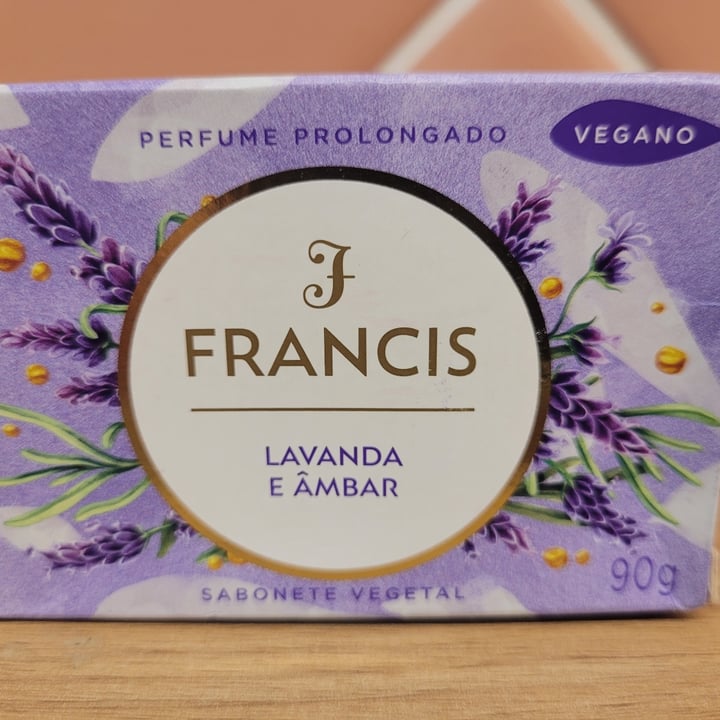 PERFUME PROLONGADO
VEGANO
F
FRANCIS
LAVANDA
E ÂMBAR
90g
SABONETE VEGETAL